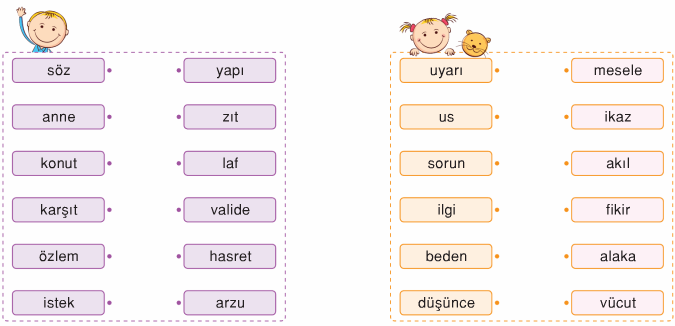 söz yapı
anne zıt
konut laf
karşıt valide
özlem hasret
istek arzu
uyarı mesele
us ikaz
sorun akıl
ilgi fikir
beden alaka
düşünce vücut